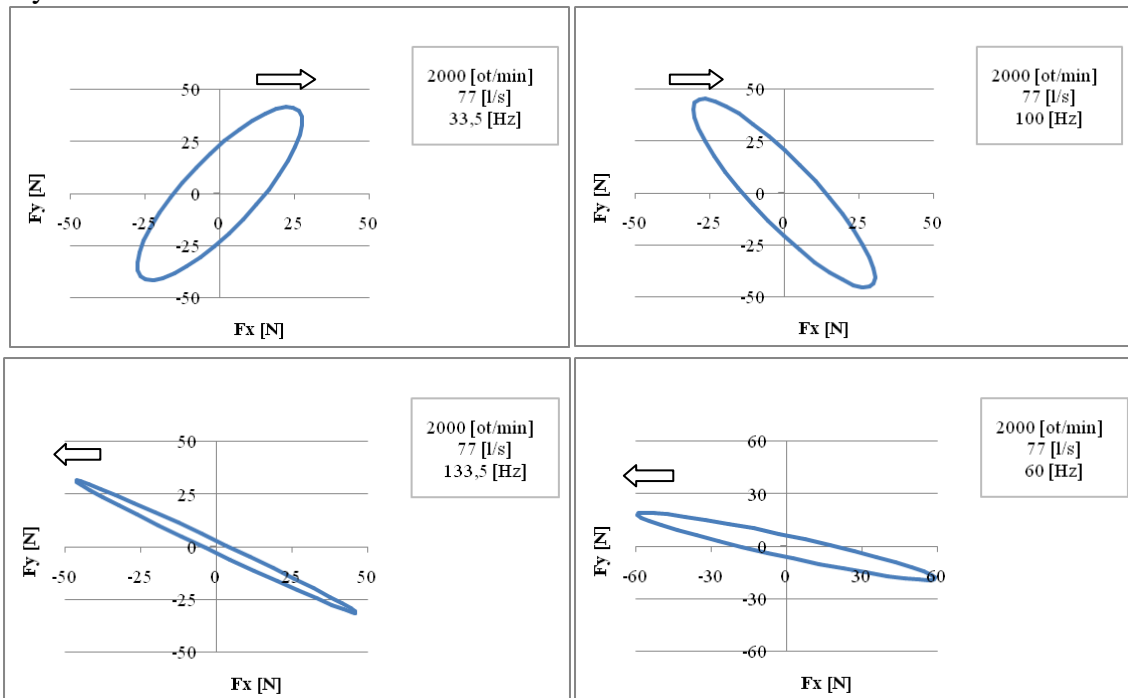 2000 [ot/min]
77 [l/s]
33,5 [Hz]
Fy [N]
50
25
0
-50
-25
0
25
50
-25
-50
Fx [N]
2000 [ot/min]
77 [l/s]
100 [Hz]
Fy [N]
50
25
0
-50
-25
0
25
50
-25
-50
Fx [N]
2000 [ot/min]
77 [l/s]
133,5 [Hz]
Fy [N]
50
25
0
-50
-25
0
25
50
-25
-50
Fx [N]
2000 [ot/min]
77 [l/s]
60 [Hz]
Fy [N]
60
30
0
-60
-30
0
30
60
-30
-60
Fx [N]